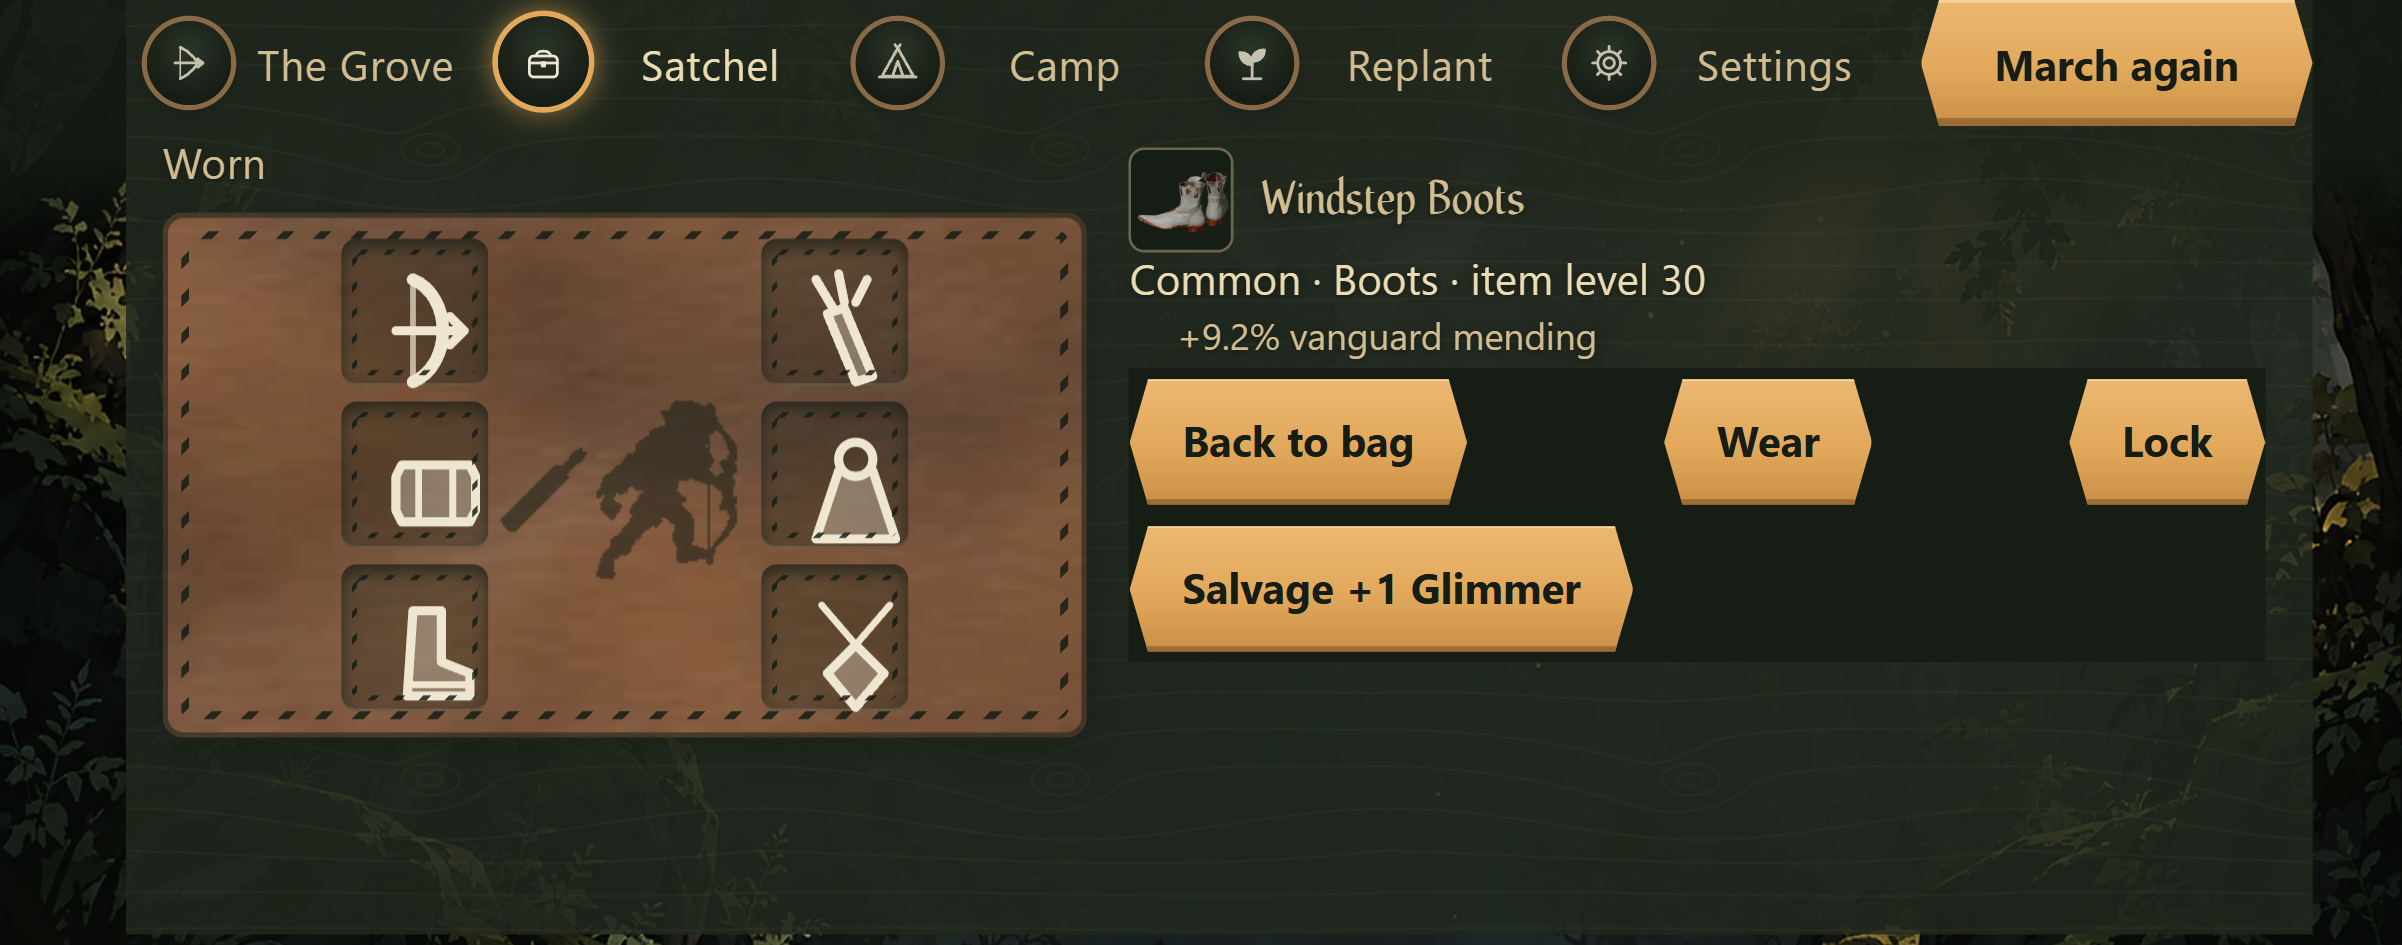 The Grove
Satchel
Camp
Replant
Settings
March again
Worn
Windstep Boots
Common · Boots · item level 30
+9.2% vanguard mending
Back to bag
Wear
Lock
Salvage +1 Glimmer